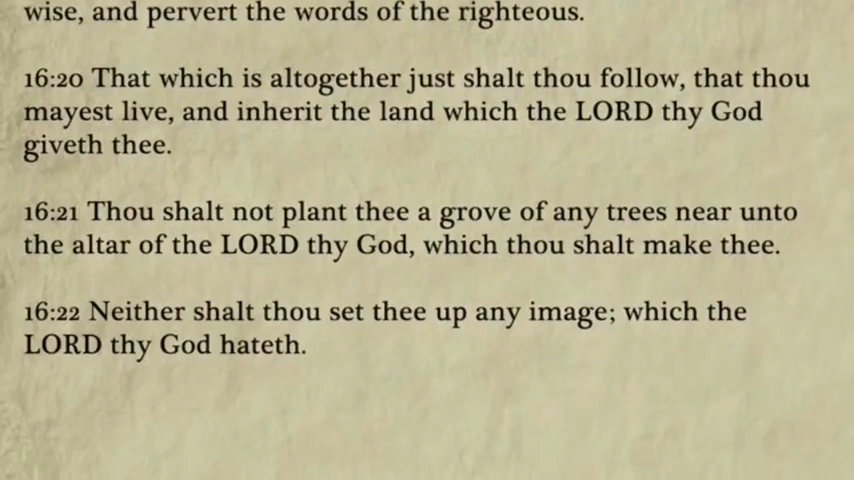 wise, and pervert the words of the righteous.
16:20 That which is altogether just shalt thou follow, that thou
mayest live, and inherit the land which the LORD thy God
giveth thee.
16:21 Thou shalt not plant thee a grove of any trees near unto
the altar of the LORD thy God, which thou shalt make thee.
16:22 Neither shalt thou set thee up any image; which the
LORD thy God hateth.